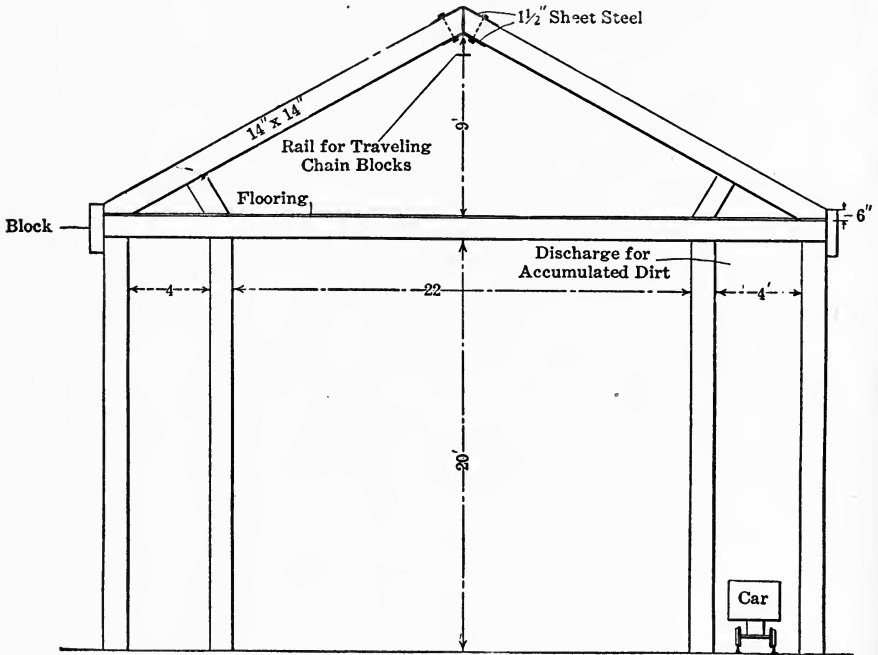 1½" Sheet Steel
14" x 14"
9'
Rail for Traveling
Chain Blocks
Flooring
Block
6"
Discharge for
Accumulated Dirt
4
22
4'
20'
Car